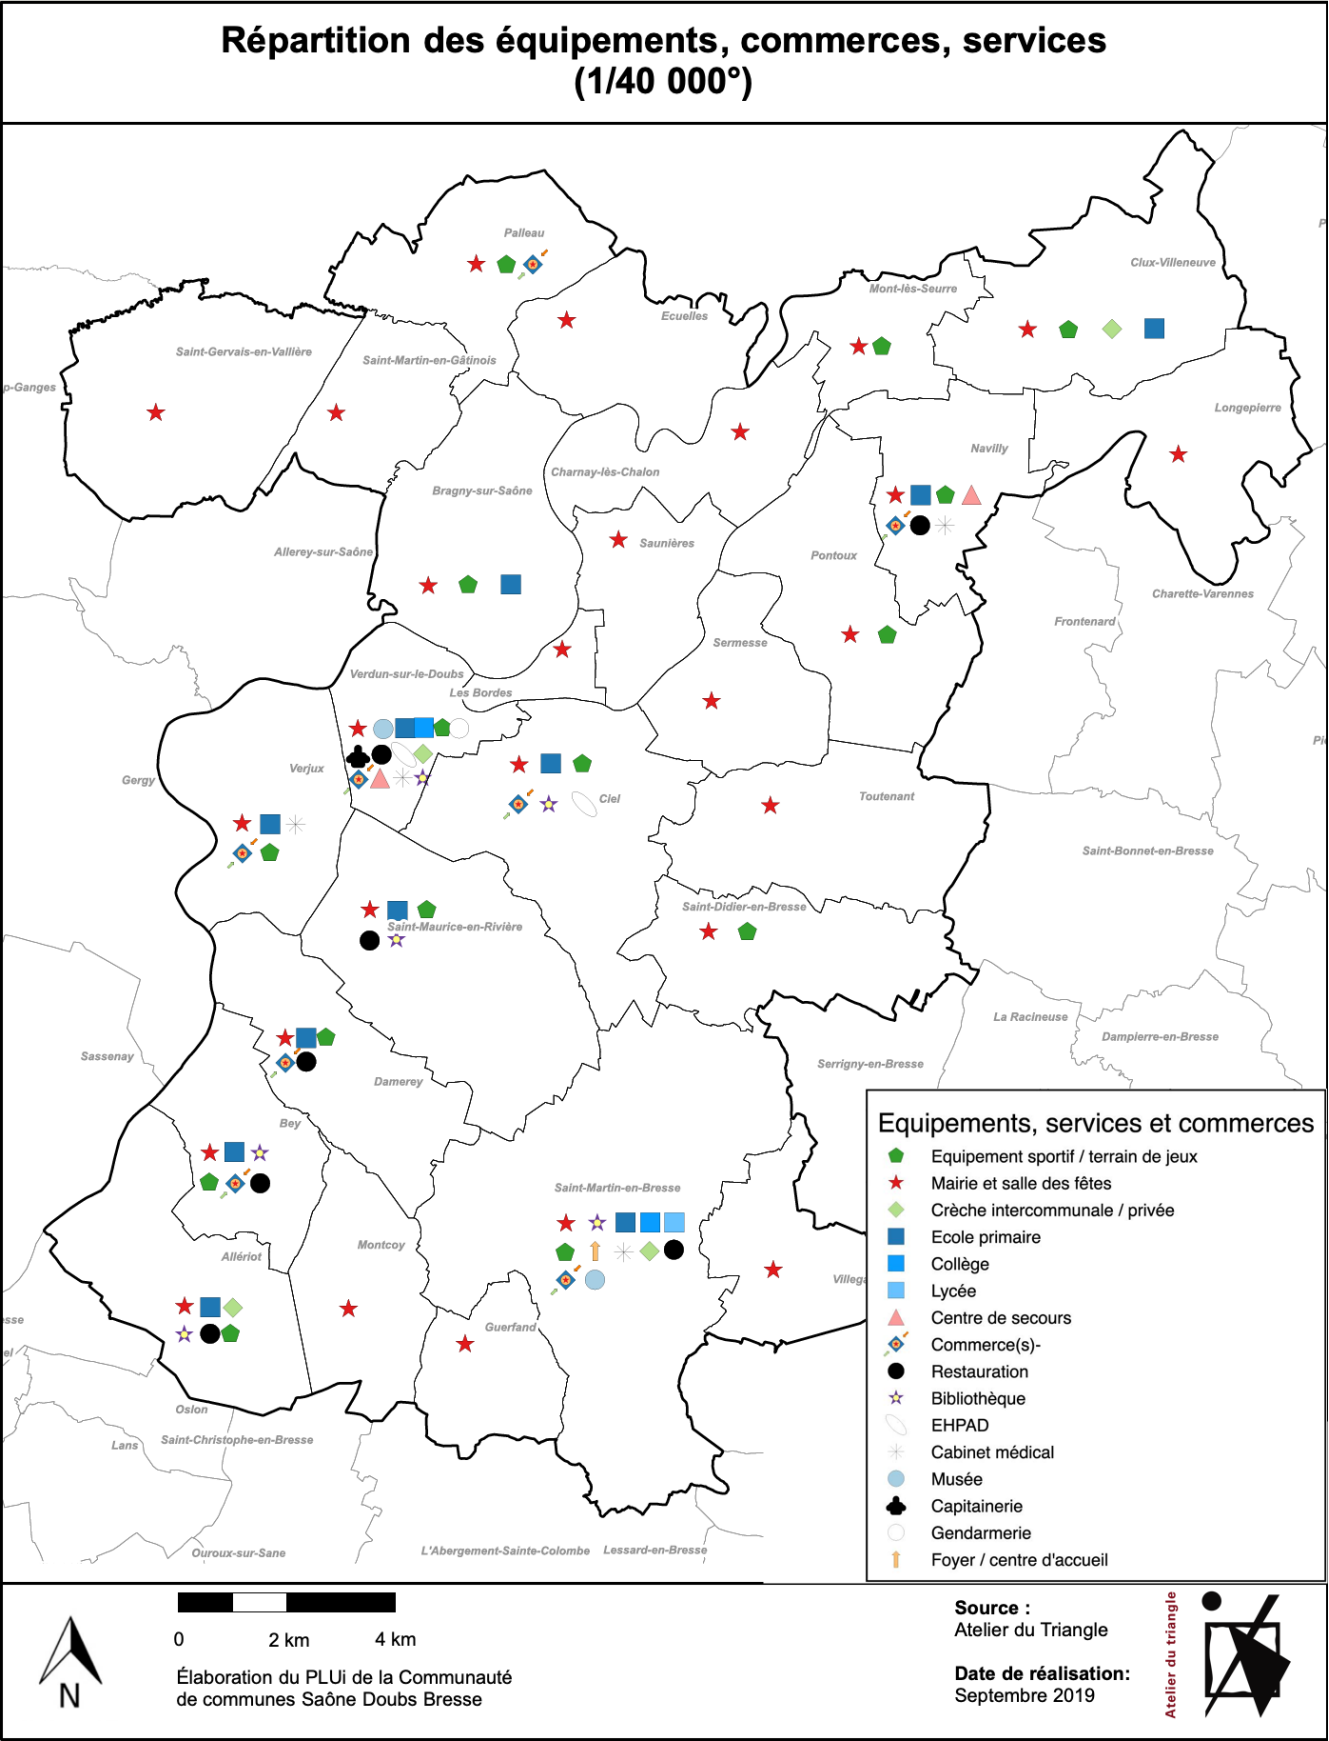 Répartition des équipements, commerces, services
(1/40 000°)
Palleau
Clux-Villeneuve
Mont-lès-Seurre
Ecuelles
Saint-Gervais-en-Vallière
Saint-Martin-en-Gâtinois
p-Ganges
Longepierre
Navilly
Charnay-lès-Chalon
Bragny-sur-Saône
Saunières
Allerey-sur-Saône
Pontoux
Charette-Varennes
Frontenard
Sermesse
Verdun-sur-le-Doubs
Les Bordes
Verjux
Gergy
Ciel
Toutenant
Saint-Bonnet-en-Bresse
Saint-Didier-en-Bresse
Saint-Maurice-en-Rivière
La Racineuse
Dampierre-en-Bresse
Sassenay
Serrigny-en-Bresse
Damerey
Bey
Saint-Martin-en-Bresse
Montcoy
Allériot
Villega
Guerfand
sse
el
Oslon
Lans
Saint-Christophe-en-Bresse
Ouroux-sur-Sane
L'Abergement-Sainte-Colombe
Lessard-en-Bresse
Equipements, services et commerces
Equipement sportif / terrain de jeux
Mairie et salle des fêtes
Crèche intercommunale / privée
Ecole primaire
Collège
Lycée
Centre de secours
Commerce(s)-
Restauration
Bibliothèque
EHPAD
Cabinet médical
Musée
Capitainerie
Gendarmerie
Foyer / centre d'accueil
N
0 2 km 4 km
Élaboration du PLUi de la Communauté
de communes Saône Doubs Bresse
Source :
Atelier du Triangle
Date de réalisation:
Septembre 2019
Atelier du triangle